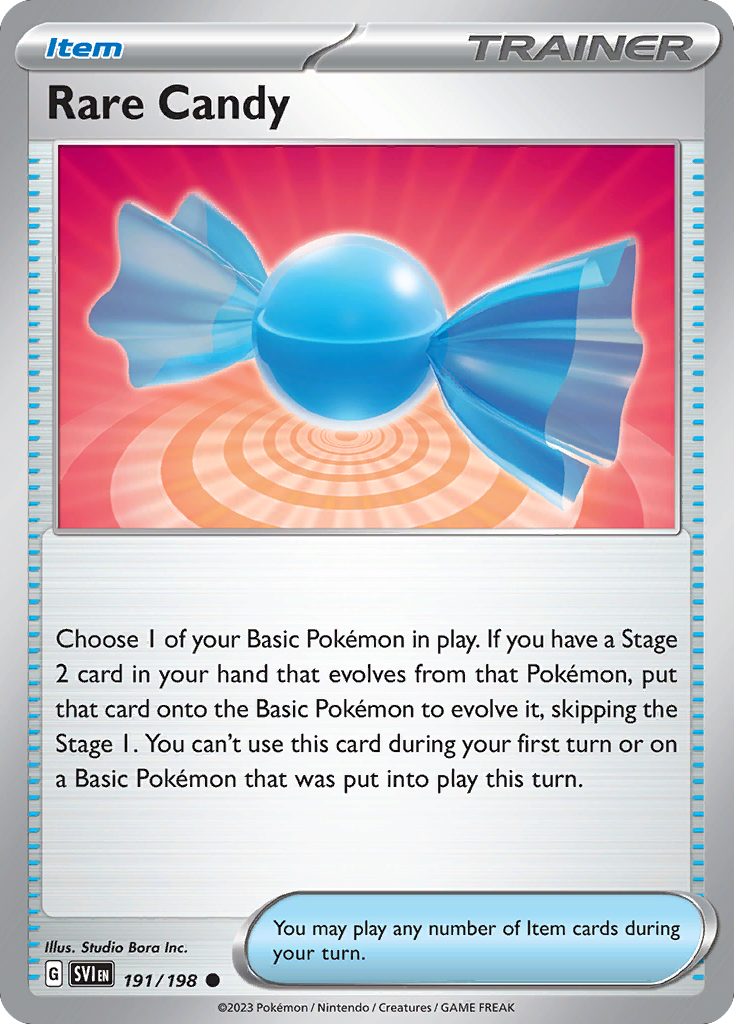 Item
TRAINER
Rare Candy
Choose 1 of your Basic Pokémon in play. If you have a Stage
2 card in your hand that evolves from that Pokémon, put
that card onto the Basic Pokémon to evolve it, skipping the
Stage 1. You can't use this card during your first turn or on
a Basic Pokémon that was put into play this turn.
You may play any number of Item cards during
your turn.
Illus. Studio Bora Inc.
G SVI EN 191/198
©2023 Pokémon / Nintendo / Creatures / GAME FREAK